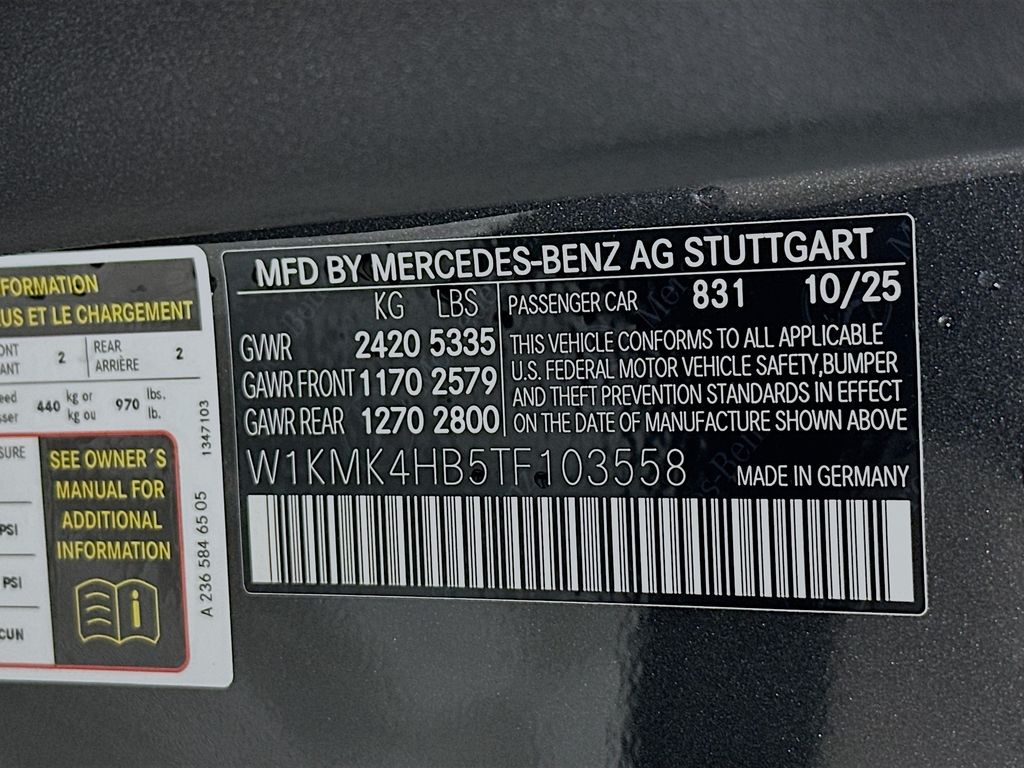 FORMATION
US ET LE CHARGEMENT
ONT
ANT
2
REAR
ARRIÈRE
2
440 kg or
kg ou
970 lbs.
lb.
1347103
SURE
PSI
PSI
CUN
SEE OWNER´S
MANUAL FOR
ADDITIONAL
INFORMATION
i
A 236 584 65 05
MFD BY MERCEDES-BENZ AG STUTTGART
KG LBS
GVWR 2420 5335
GAWR FRONT 1170 2579
GAWR REAR 1270 2800
PASSENGER CAR 831 10/25
THIS VEHICLE CONFORMS TO ALL APPLICABLE
U.S. FEDERAL MOTOR VEHICLE SAFETY,BUMPER
AND THEFT PREVENTION STANDARDS IN EFFECT
ON THE DATE OF MANUFACTURE SHOWN ABOVE
W1KMK4HB5TF103558
MADE IN GERMANY